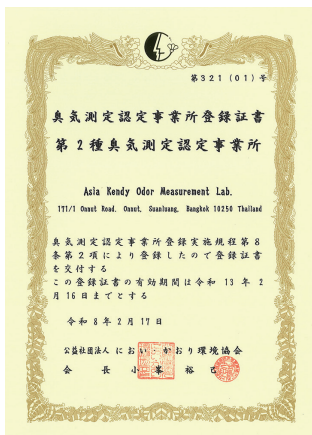 第321(01)号
臭気測定認定事業所登録証書
第2種臭気測定認定事業所
Asia Kendy Odor Measurement Lab.
171/1 Onnut Road, Onnut, Suanluang, Bangkok 10250 Thailand
臭気測定認定事業所登録実施規程第8
条第2項により登録したので登録証書
を交付する
この登録証書の有効期間は令和 13 年 2
月16日までとする
令和8年2月17日
公益社団法人 におい・かおり環境協会
会 長 小峯 裕己